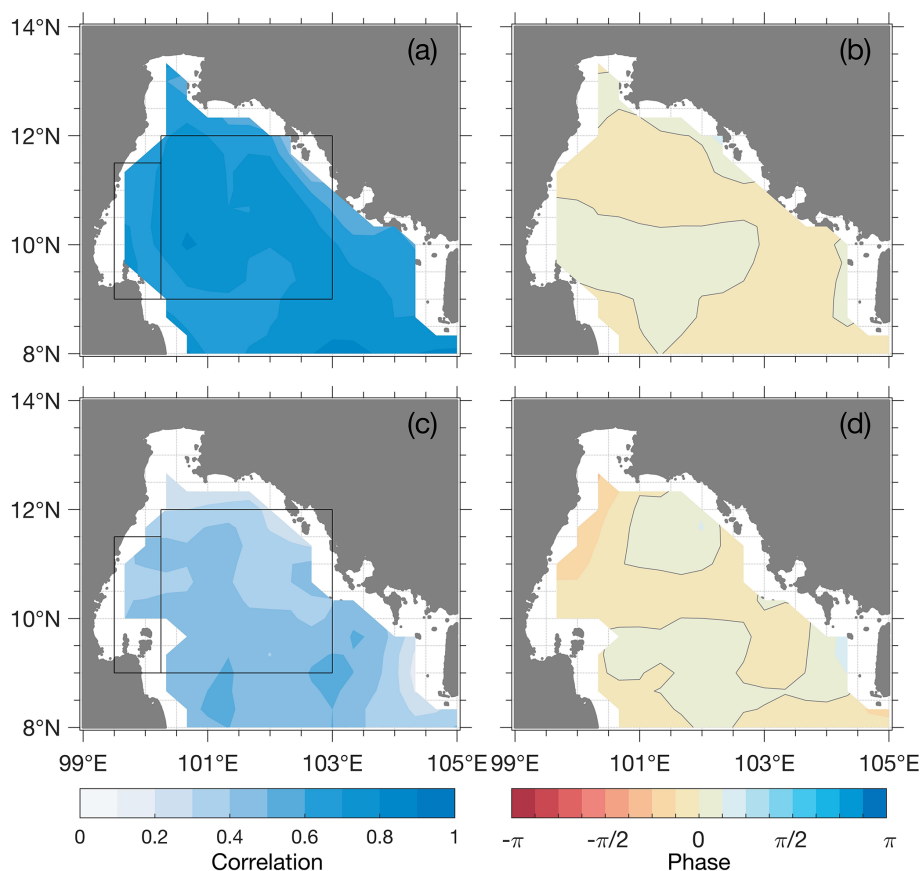 14°N
(a)
(b)
12°N
10°N
8°N
14°N
(c)
(d)
12°N
10°N
8°N
99°E 101°E 103°E 105°E 99°E 101°E 103°E 105°E
0 0.2 0.4 0.6 0.8 1
Correlation
-π -π/2 0 π/2 π
Phase